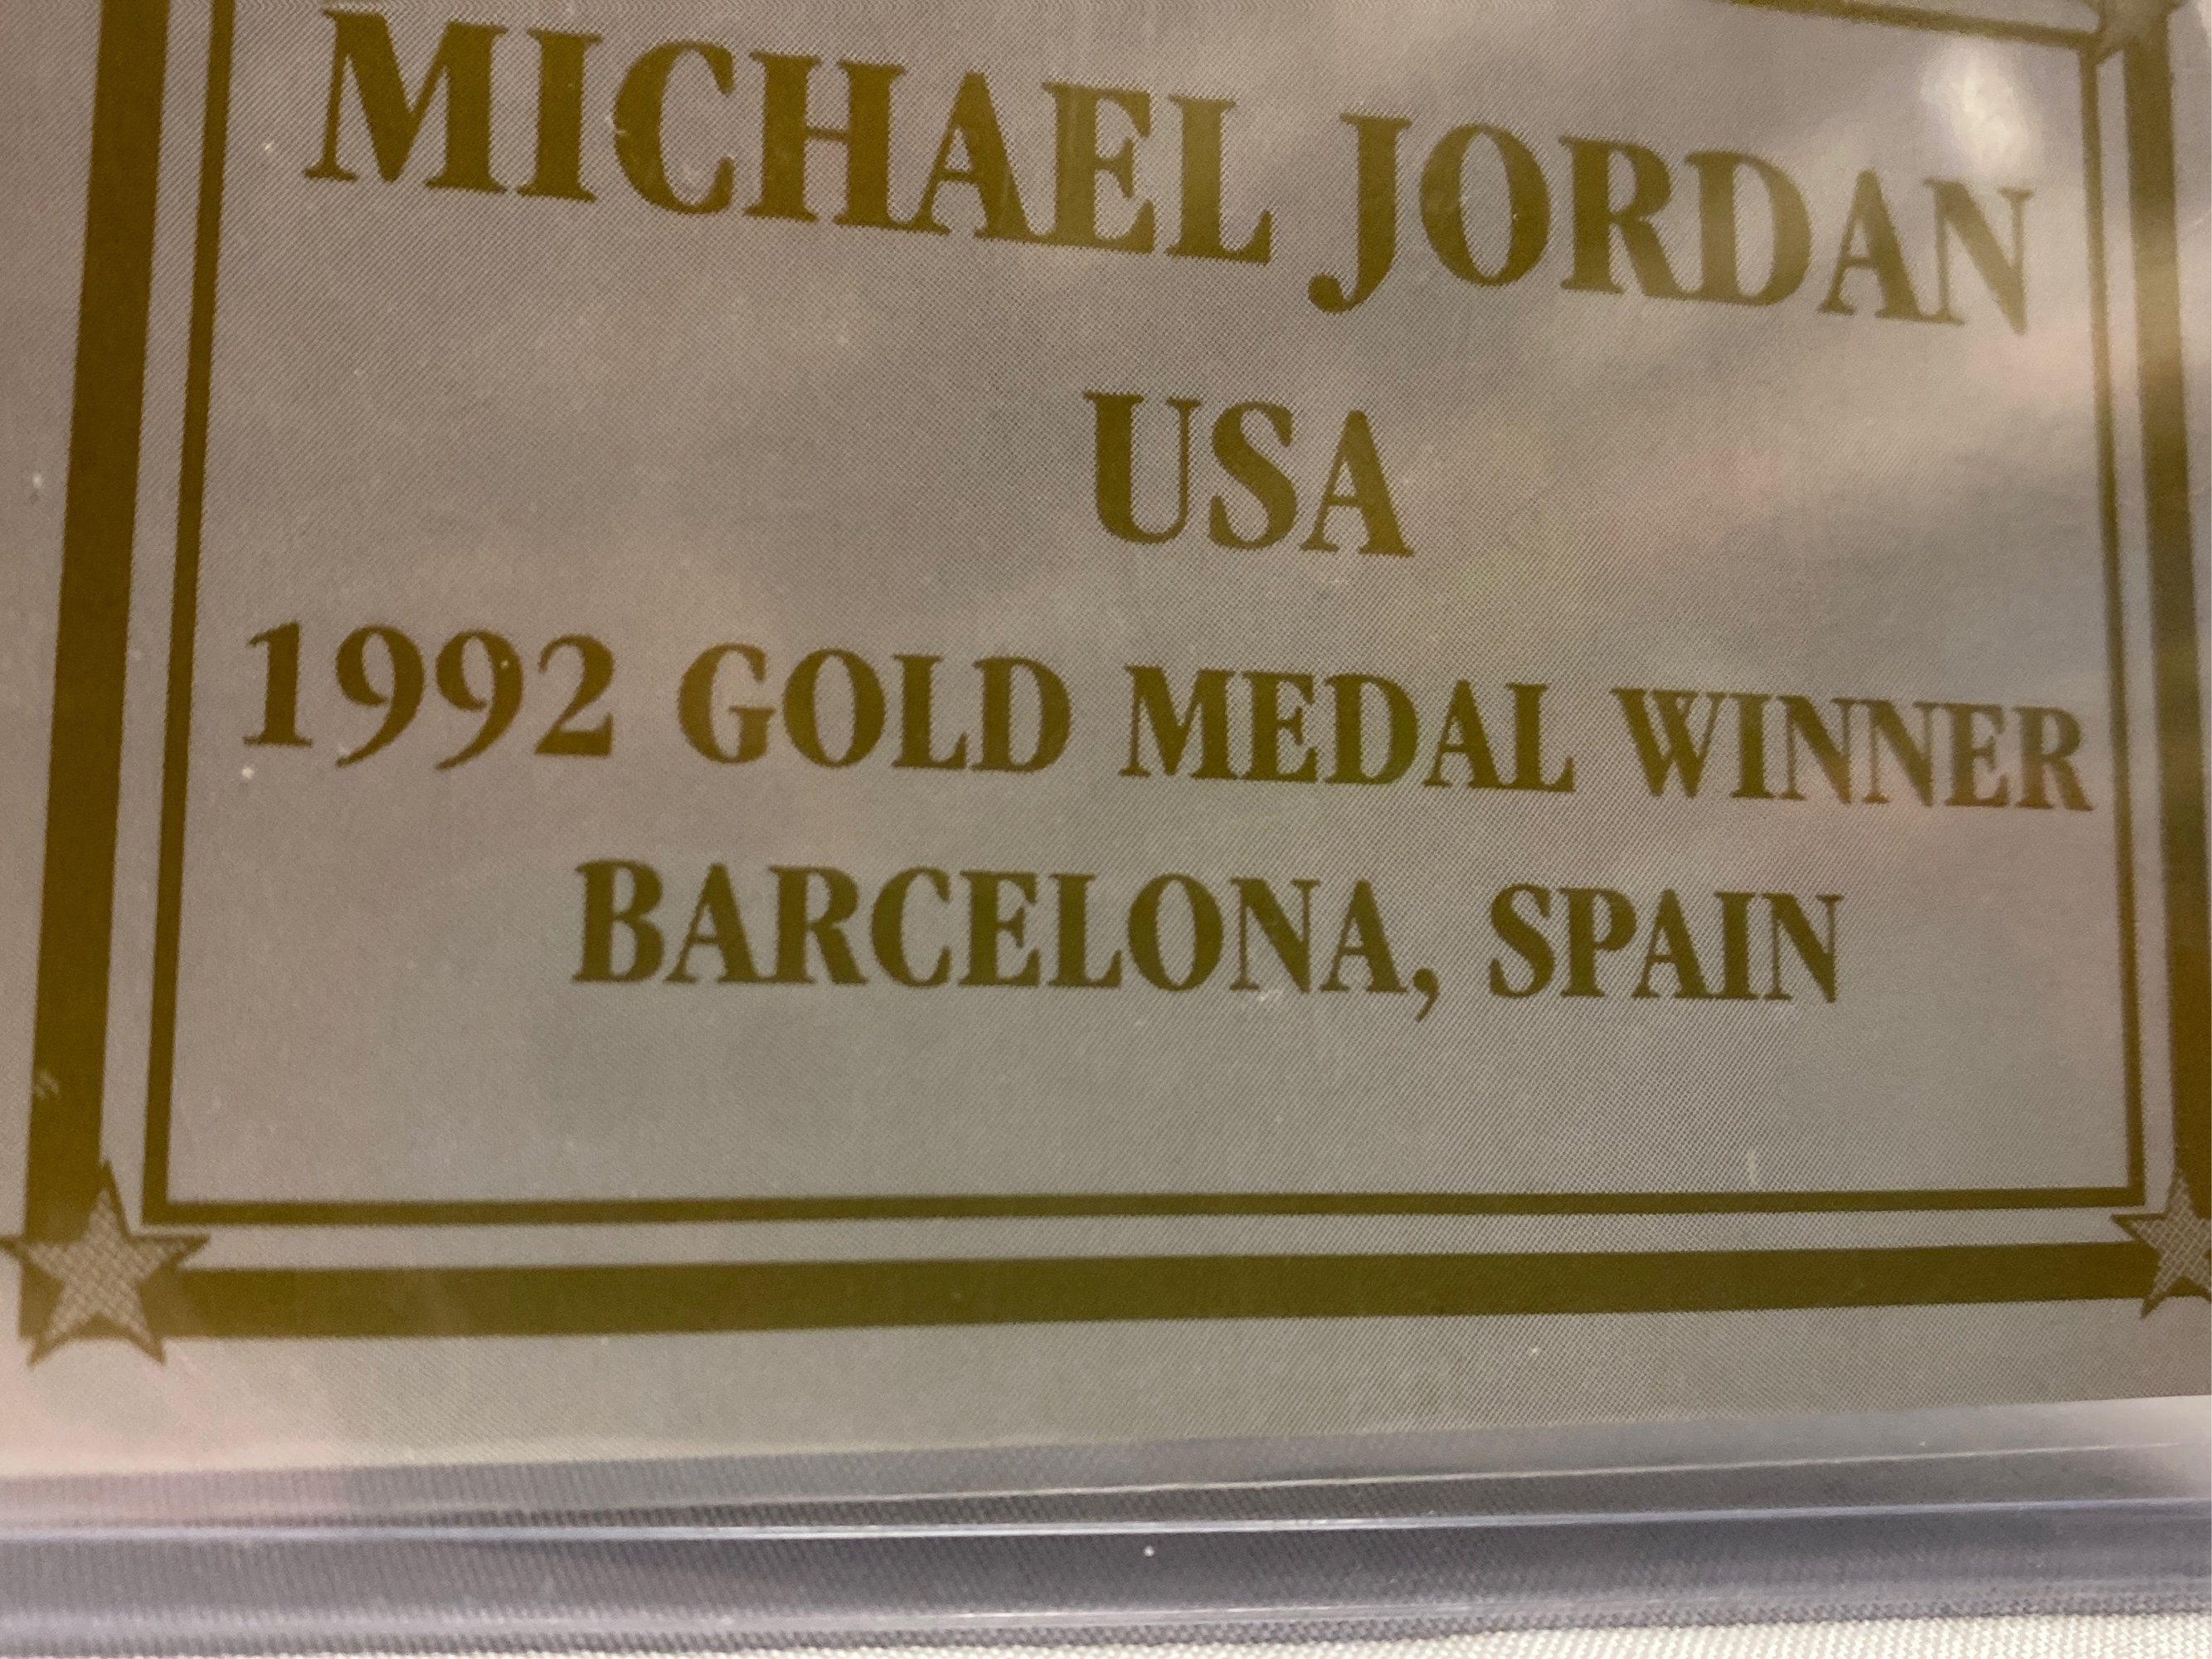 MICHAEL JORDAN
USA
1992 GOLD MEDAL WINNER
BARCELONA, SPAIN